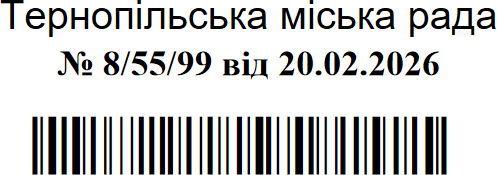 Тернопільська міська рада
№ 8/55/99 від 20.02.2026